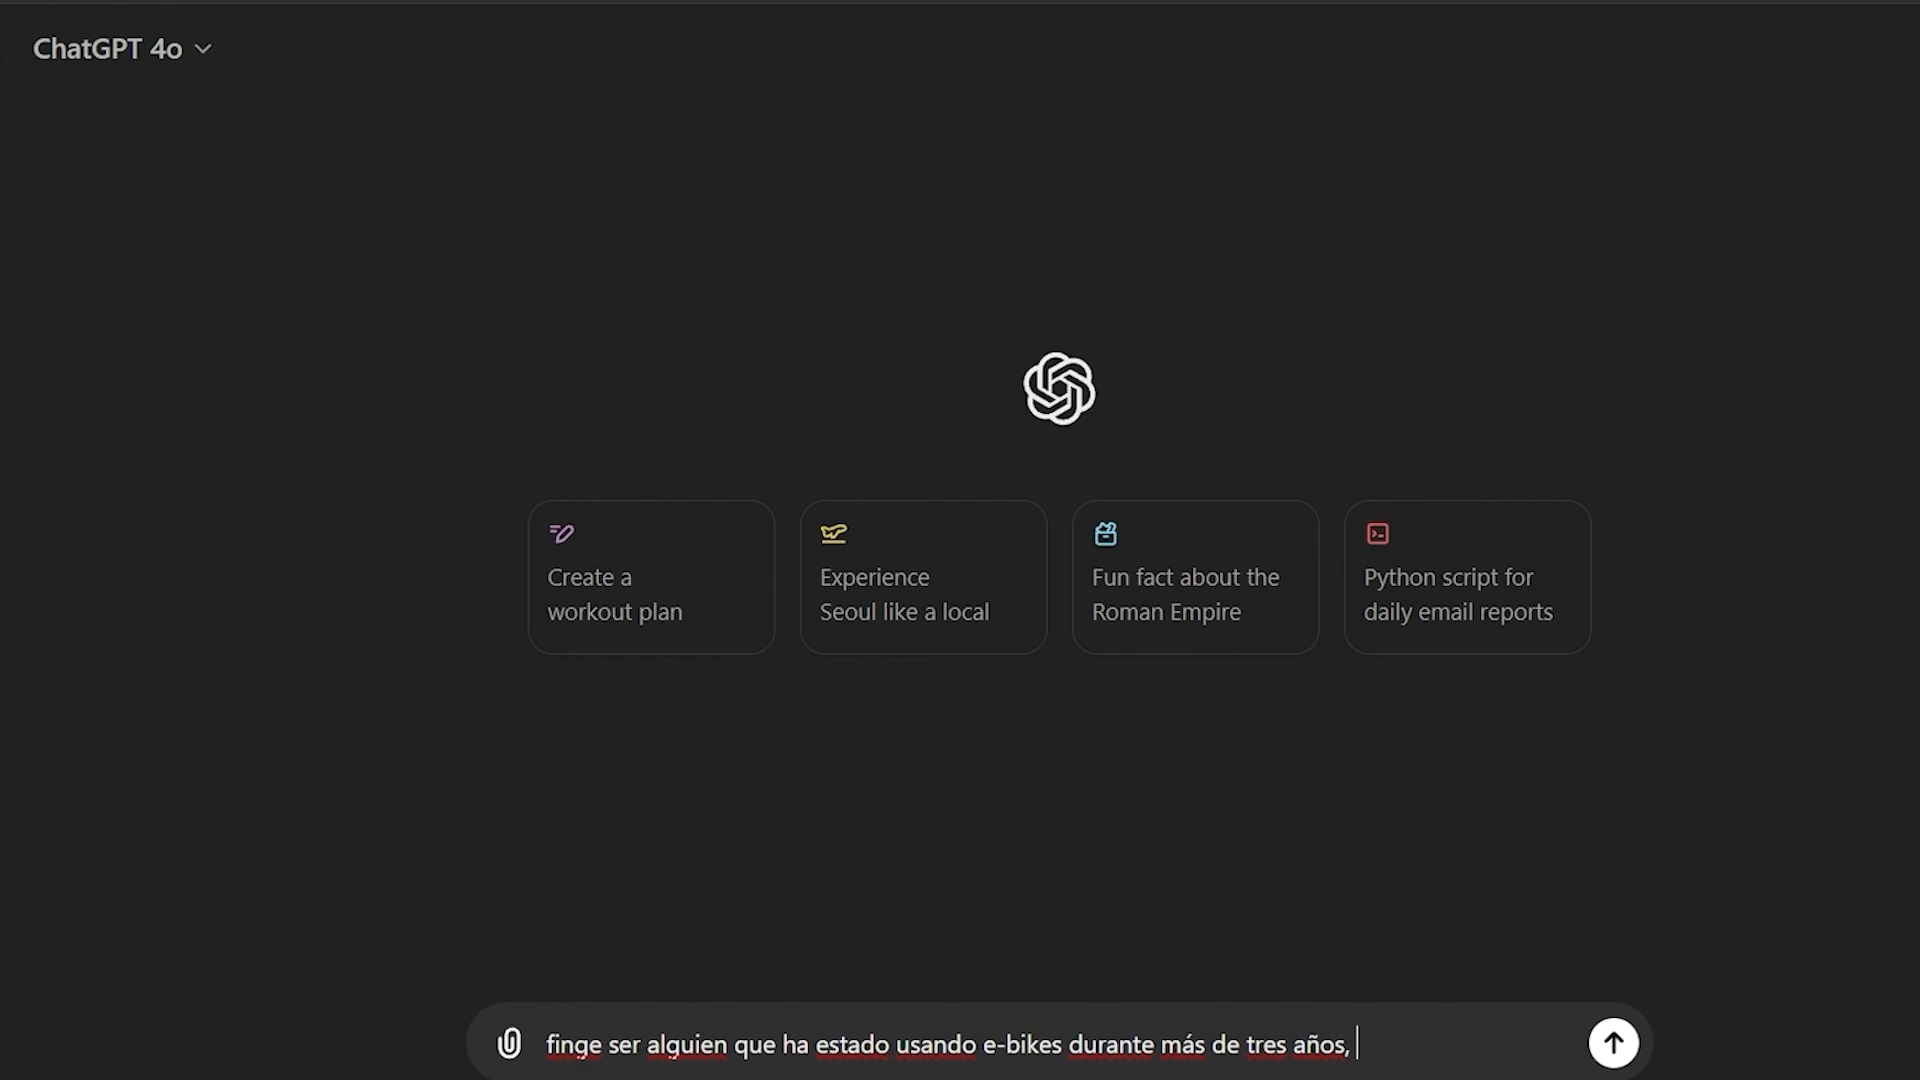 ChatGPT 4o
Create a
workout plan
Experience
Seoul like a local
Fun fact about the
Roman Empire
Python script for
daily email reports
finge ser alguien que ha estado usando e-bikes durante más de tres años,